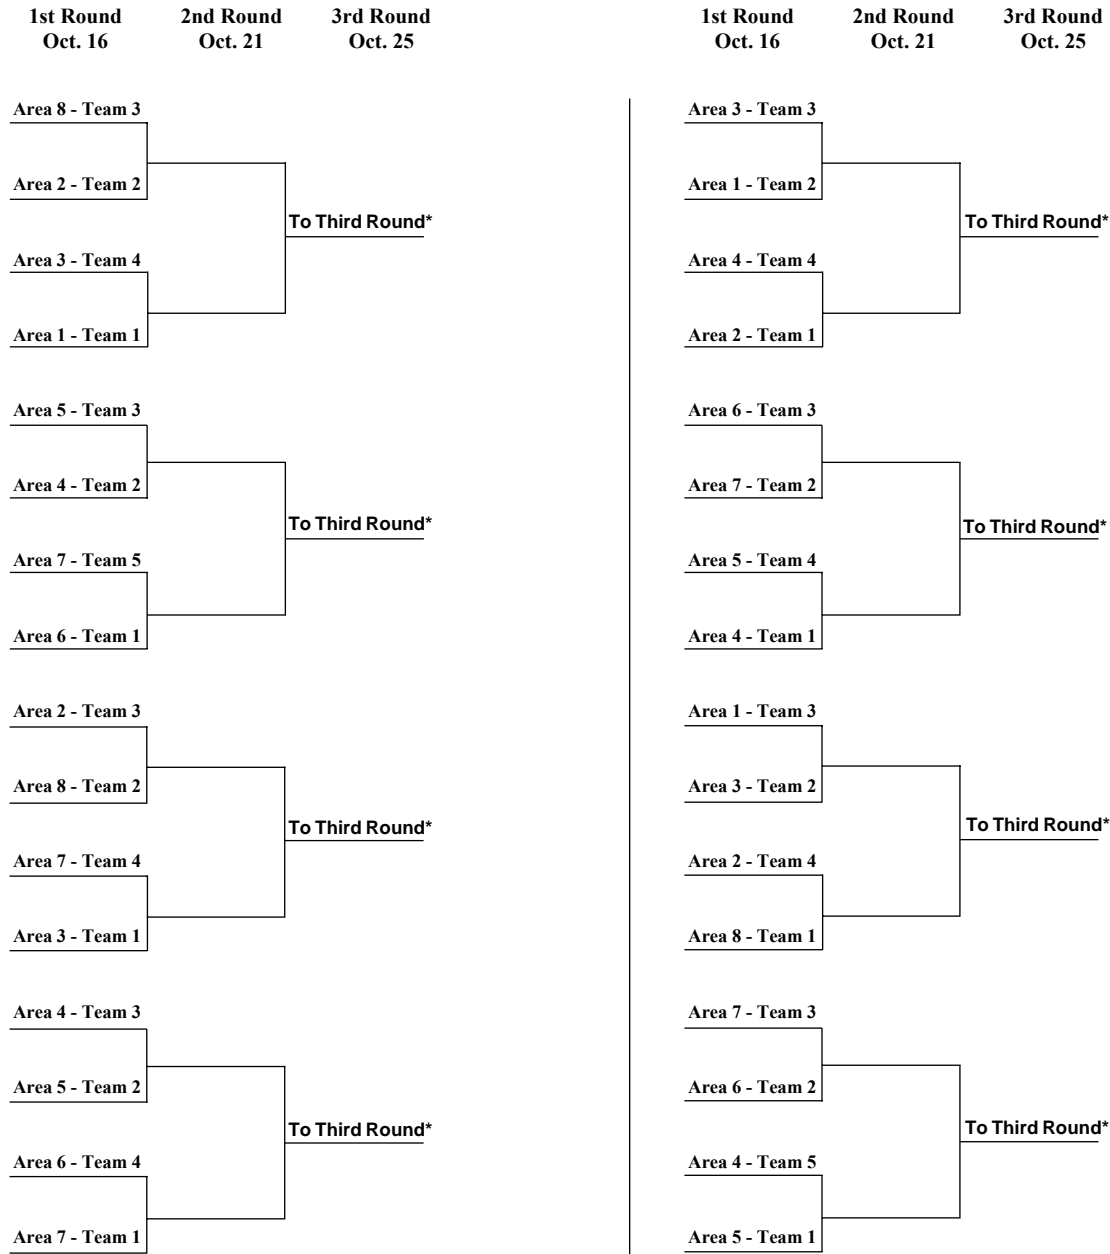 1st Round 2nd Round 3rd Round
Oct. 16 Oct. 21 Oct. 25
Area 8 - Team 3
Area 2 - Team 2
To Third Round*
Area 3 - Team 4
Area 1 - Team 1
Area 5 - Team 3
Area 4 - Team 2
To Third Round*
Area 7 - Team 5
Area 6 - Team 1
Area 2 - Team 3
Area 8 - Team 2
To Third Round*
Area 7 - Team 4
Area 3 - Team 1
Area 4 - Team 3
Area 5 - Team 2
To Third Round*
Area 6 - Team 4
Area 7 - Team 1
1st Round 2nd Round 3rd Round
Oct. 16 Oct. 21 Oct. 25
Area 3 - Team 3
Area 1 - Team 2
To Third Round*
Area 4 - Team 4
Area 2 - Team 1
Area 6 - Team 3
Area 7 - Team 2
To Third Round*
Area 5 - Team 4
Area 4 - Team 1
Area 1 - Team 3
Area 3 - Team 2
To Third Round*
Area 2 - Team 4
Area 8 - Team 1
Area 7 - Team 3
Area 6 - Team 2
To Third Round*
Area 4 - Team 5
Area 5 - Team 1